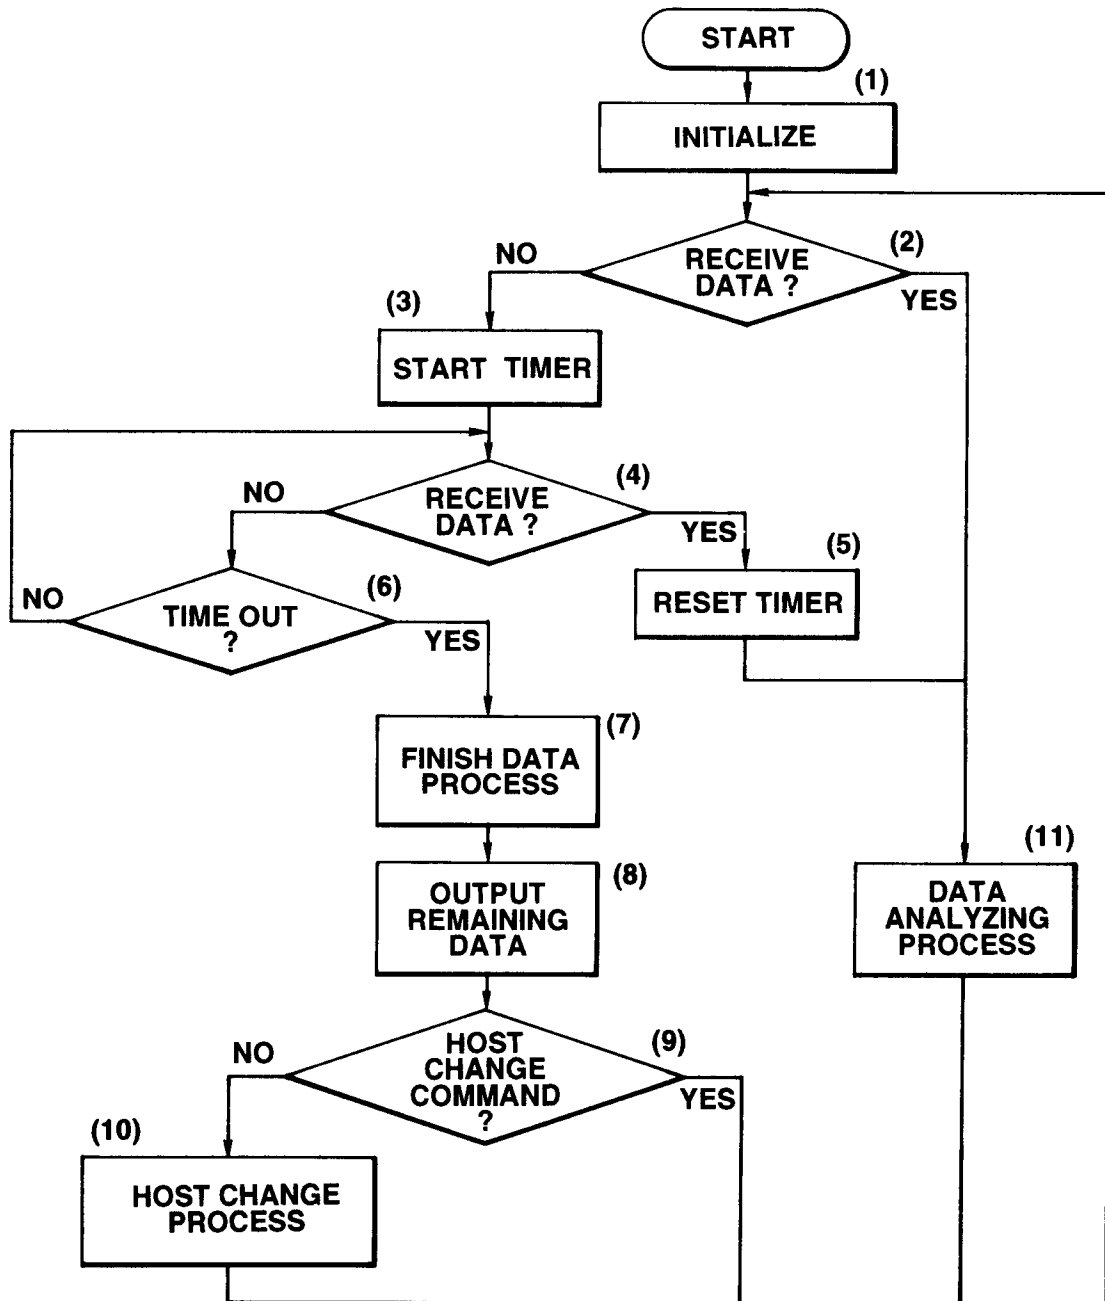 START
(1)
INITIALIZE
(2)
NO
RECEIVE
DATA ?
YES
(3)
START TIMER
(4)
NO
RECEIVE
DATA ?
YES
(5)
RESET TIMER
(6)
NO
TIME OUT
?
YES
(7)
FINISH DATA
PROCESS
(8)
OUTPUT
REMAINING
DATA
(11)
DATA
ANALYZING
PROCESS
(9)
NO
HOST
CHANGE
COMMAND
?
YES
(10)
HOST CHANGE
PROCESS